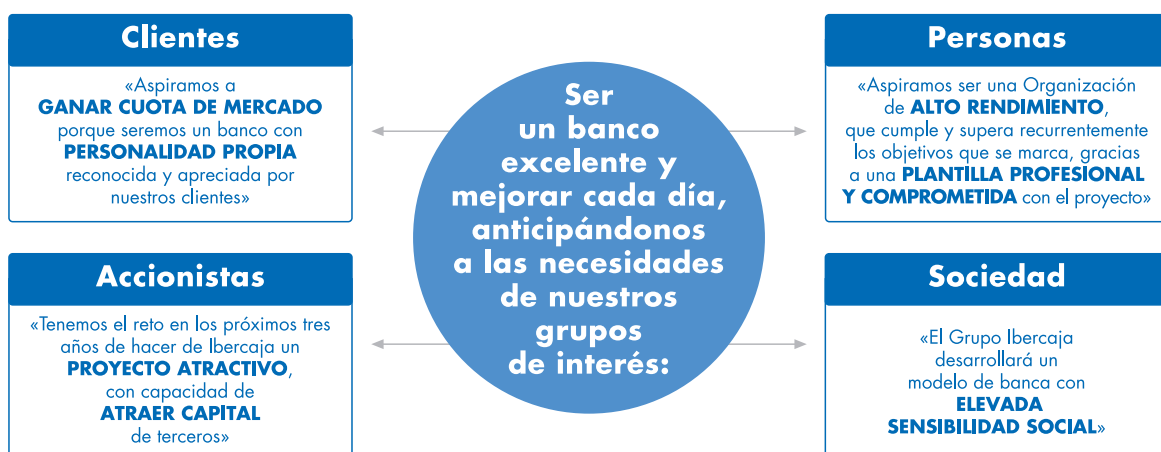 Clientes
«Aspiramos a
GANAR CUOTA DE MERCADO
porque seremos un banco con
PERSONALIDAD PROPIA
reconocida y apreciada por
nuestros clientes»
Accionistas
«Tenemos el reto en los próximos tres
años de hacer de Ibercaja un
PROYECTO ATRACTIVO,
con capacidad de
ATRAER CAPITAL
de terceros»
Ser
un banco
excelente y
mejorar cada día,
anticipándonos
a las necesidades
de nuestros
grupos
de interés:
Personas
«Aspiramos ser una Organización
de ALTO RENDIMIENTO,
que cumple y supera recurrentemente
los objetivos que se marca, gracias
a una PLANTILLA PROFESIONAL
Y COMPROMETIDA con el proyecto»
Sociedad
«El Grupo Ibercaja
desarrollará un
modelo de banca con
ELEVADA
SENSIBILIDAD SOCIAL»